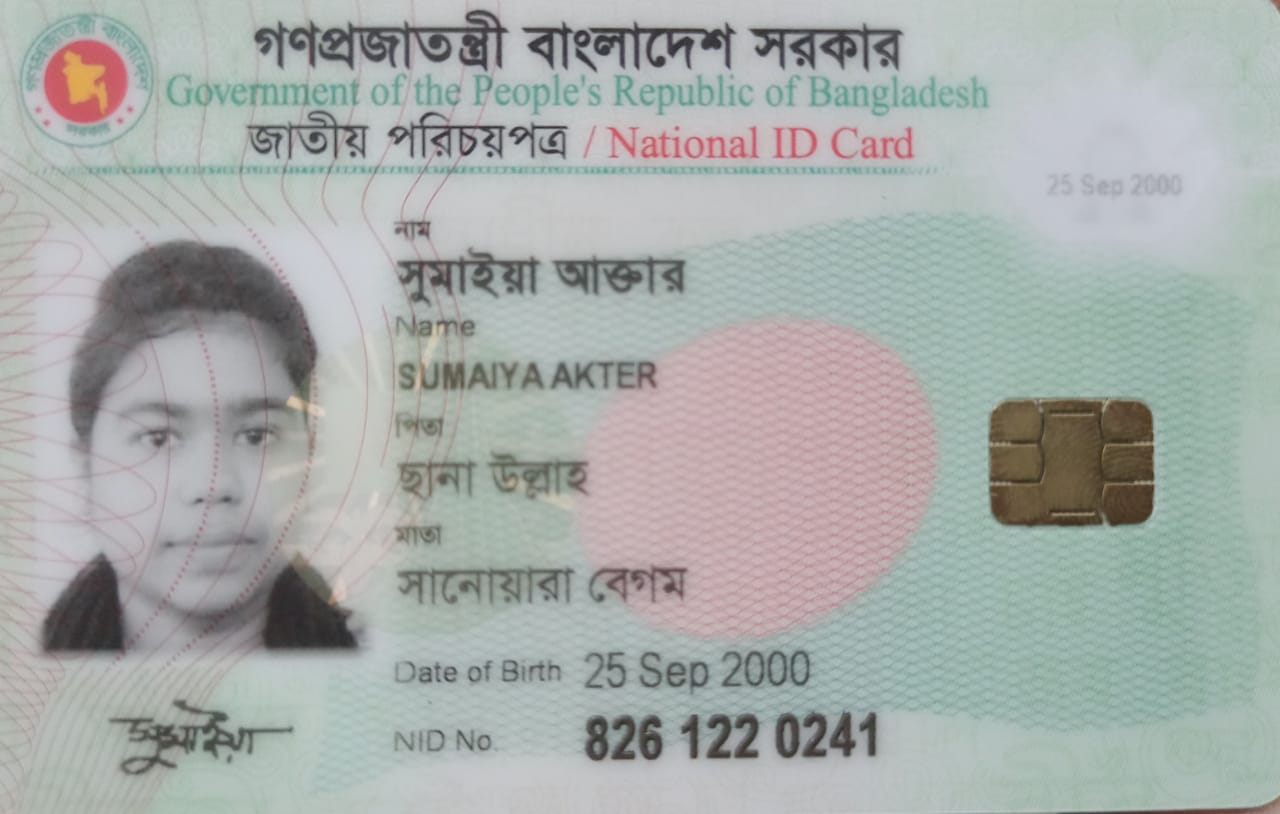 গণপ্রজাতন্ত্রী বাংলাদেশ সরকার
Government of the People's Republic of Bangladesh
জাতীয় পরিচয়পত্র / National ID Card
25 Sep 2000
নাম
সুমাইয়া আক্তার
Name
SUMAIYA AKTER
পিতা
ছানা উল্লাহ
মাতা
সানোয়ারা বেগম
Date of Birth 25 Sep 2000
সুমাইয়া
NID No. 826 122 0241